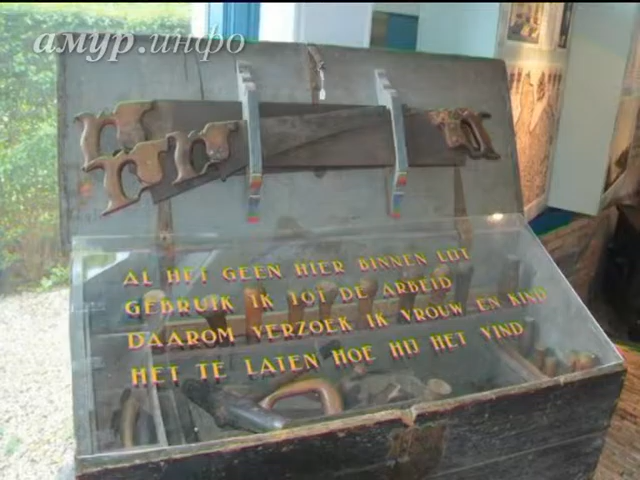 амур.инфо
AL HET GEEN HIER BINNEN LIIT
GEBRUIK IK TOT DE ARBEID
DAAROM VERZOEK IK VROUW EN KIND
HET TE LATEN HOE HIJ HET VIND